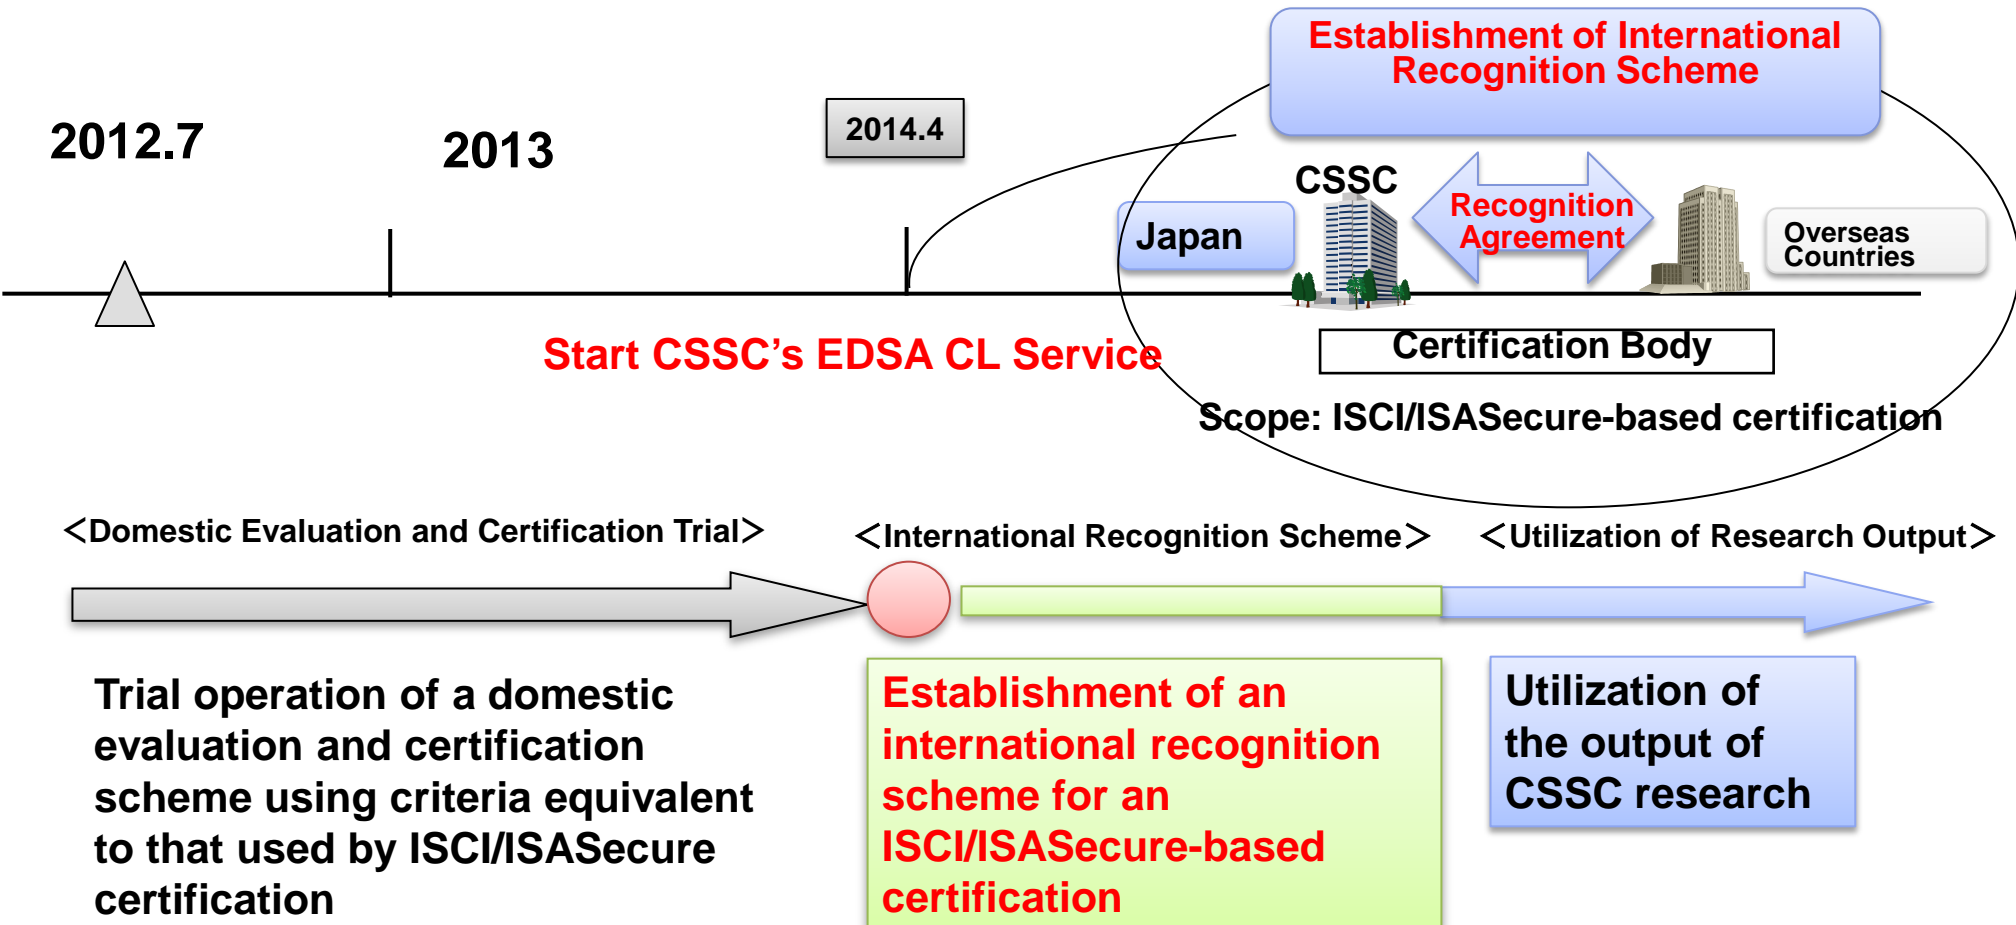 Establishment of International
Recognition Scheme
2012.7
2013
2014.4
CSSC
Japan
Recognition
Agreement
Overseas
Countries
Start CSSC’s EDSA CL Service
Certification Body
Scope: ISCI/ISASecure-based certification
＜Domestic Evaluation and Certification Trial＞
＜International Recognition Scheme＞
＜Utilization of Research Output＞
Trial operation of a domestic
evaluation and certification
scheme using criteria equivalent
to that used by ISCI/ISASecure
certification
Establishment of an
international recognition
scheme for an
ISCI/ISASecure-based
certification
Utilization of
the output of
CSSC research